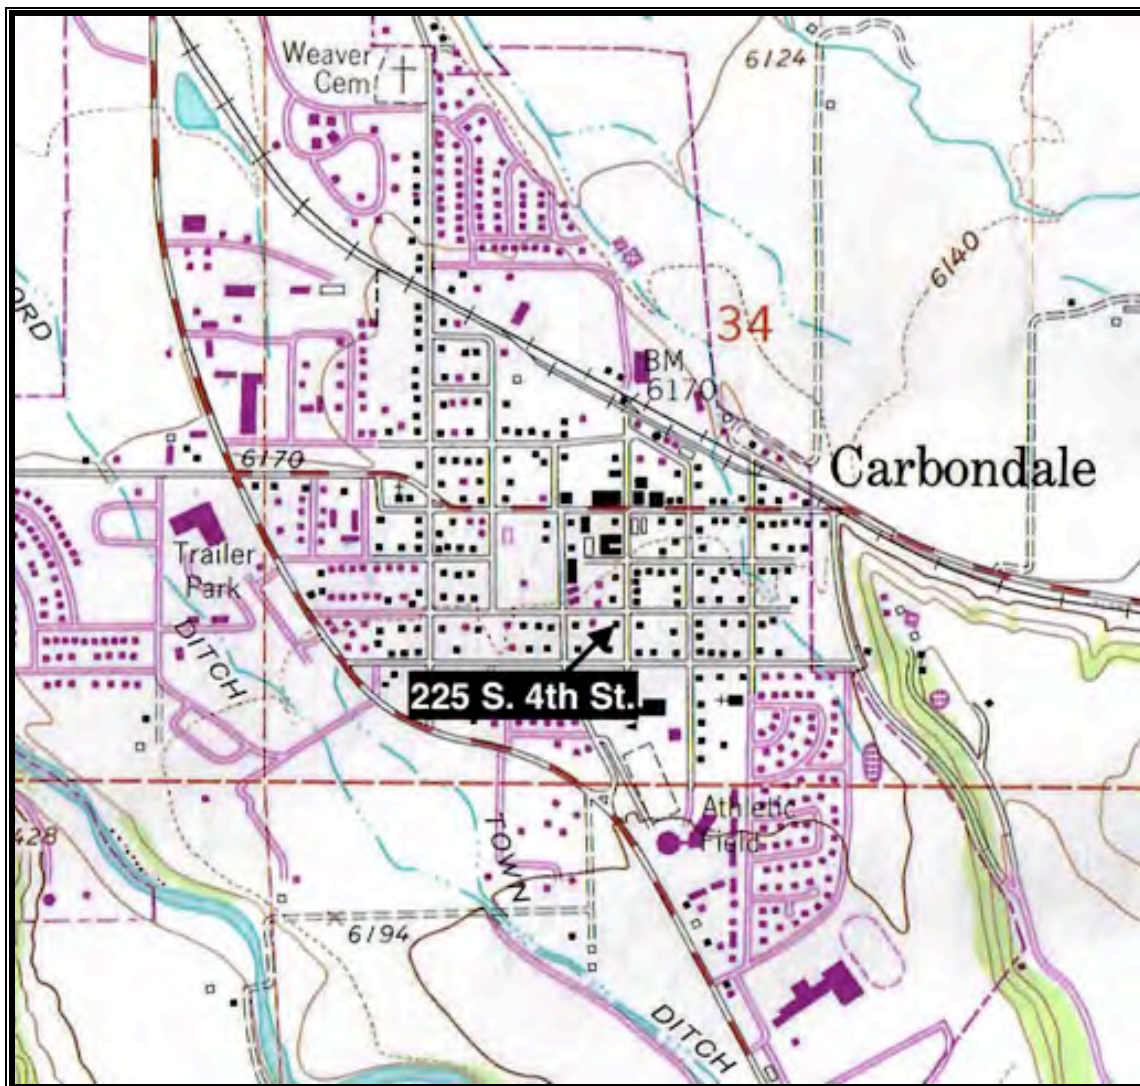 Weaver
Cem
6124
ORD
6140
34
BM
6170
Carbondale
6170
Trailer
Park
DITCH
225 S. 4th St.
Athletic
Field
TOWN
428
6194
DITCH